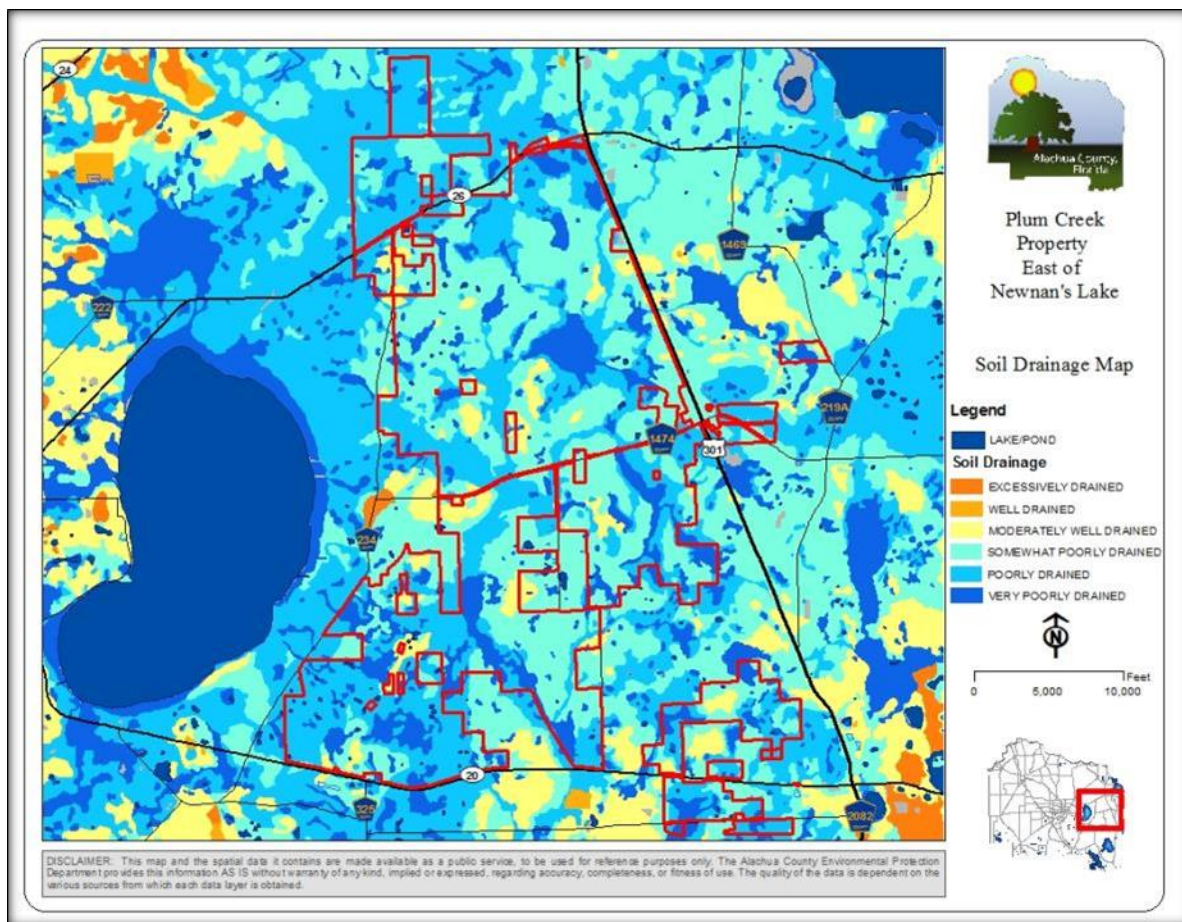 24
26
222
1469
219A
1474
301
234
20
325
2082
Alachua County,
Florida
Plum Creek
Property
East of
Newnan's Lake
Soil Drainage Map
Legend
LAKE/POND
Soil Drainage
EXCESSIVELY DRAINED
WELL DRAINED
MODERATELY WELL DRAINED
SOMEWHAT POORLY DRAINED
POORLY DRAINED
VERY POORLY DRAINED
N
Feet
0 5,000 10,000
DISCLAIMER: This map and the spatial data it contains are made available as a public service, to be used for reference purposes only. The Alachua County Environmental Protection
Department provides this information AS IS without warranty of any kind, implied or expressed, regarding accuracy, completeness, or fitness of use. The quality of the data is dependent on the
various sources from which each data layer is obtained.